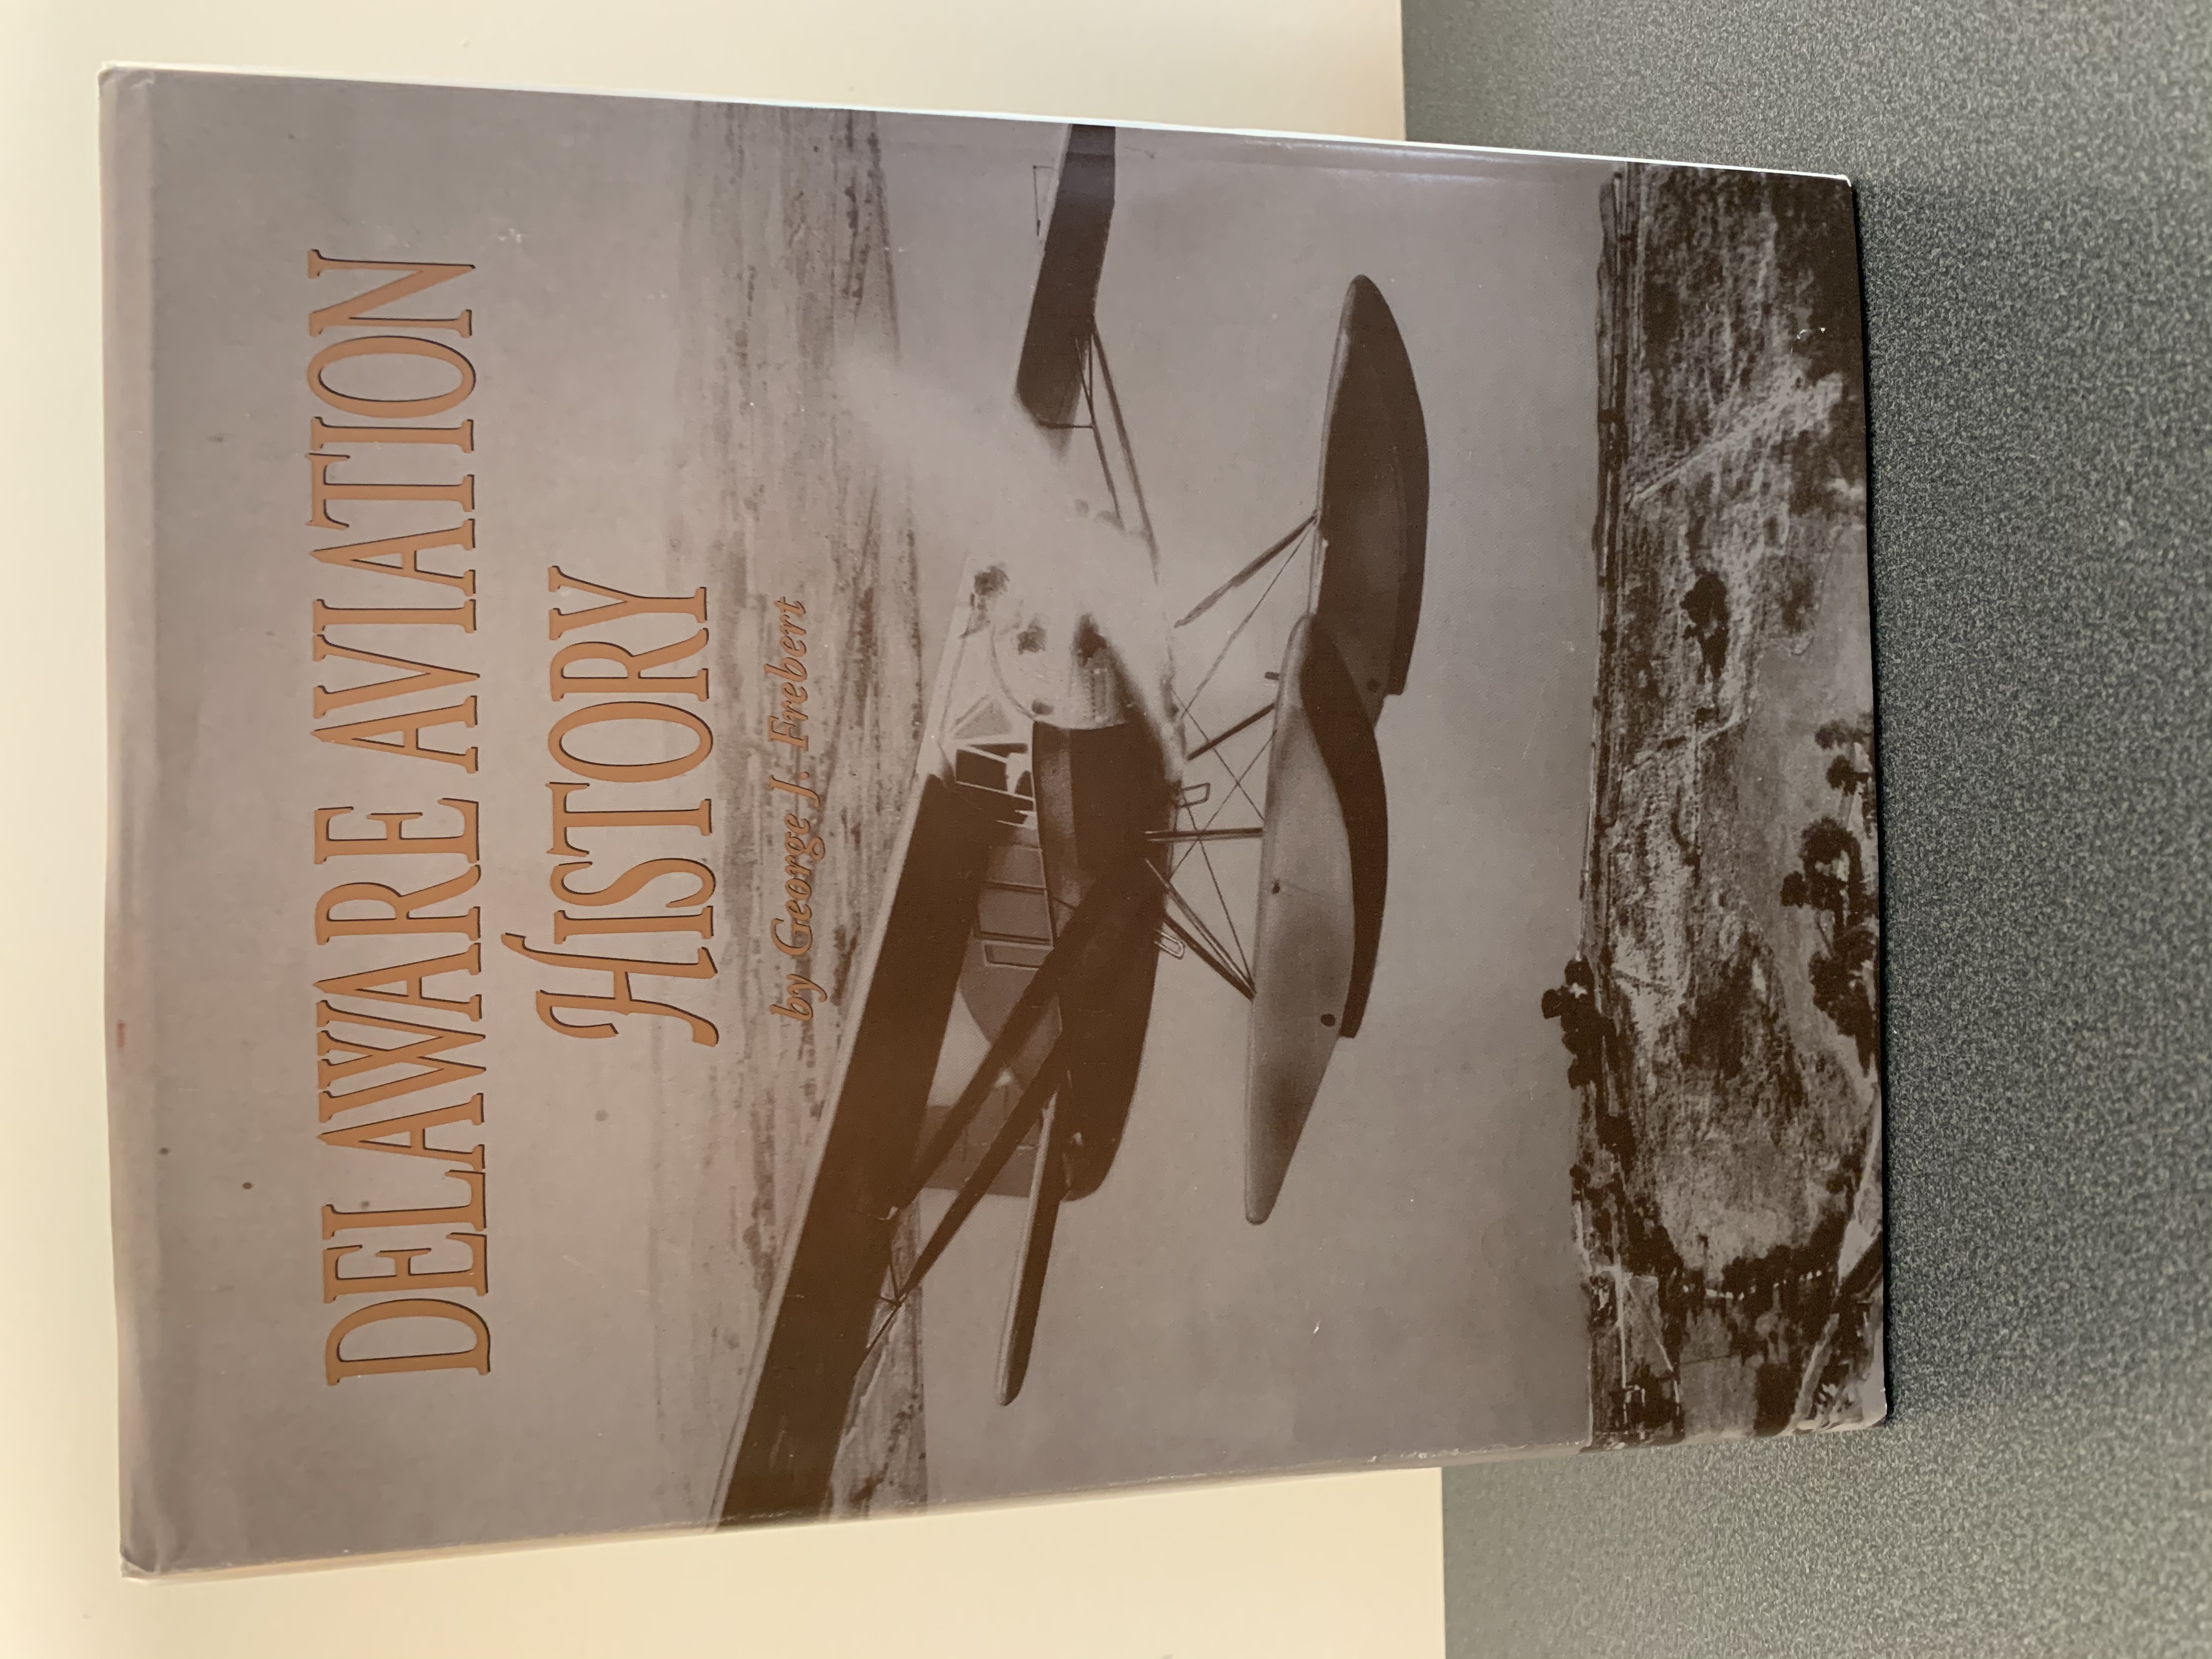 DELAWARE AVIATION
HISTORY
by George J. Frebert